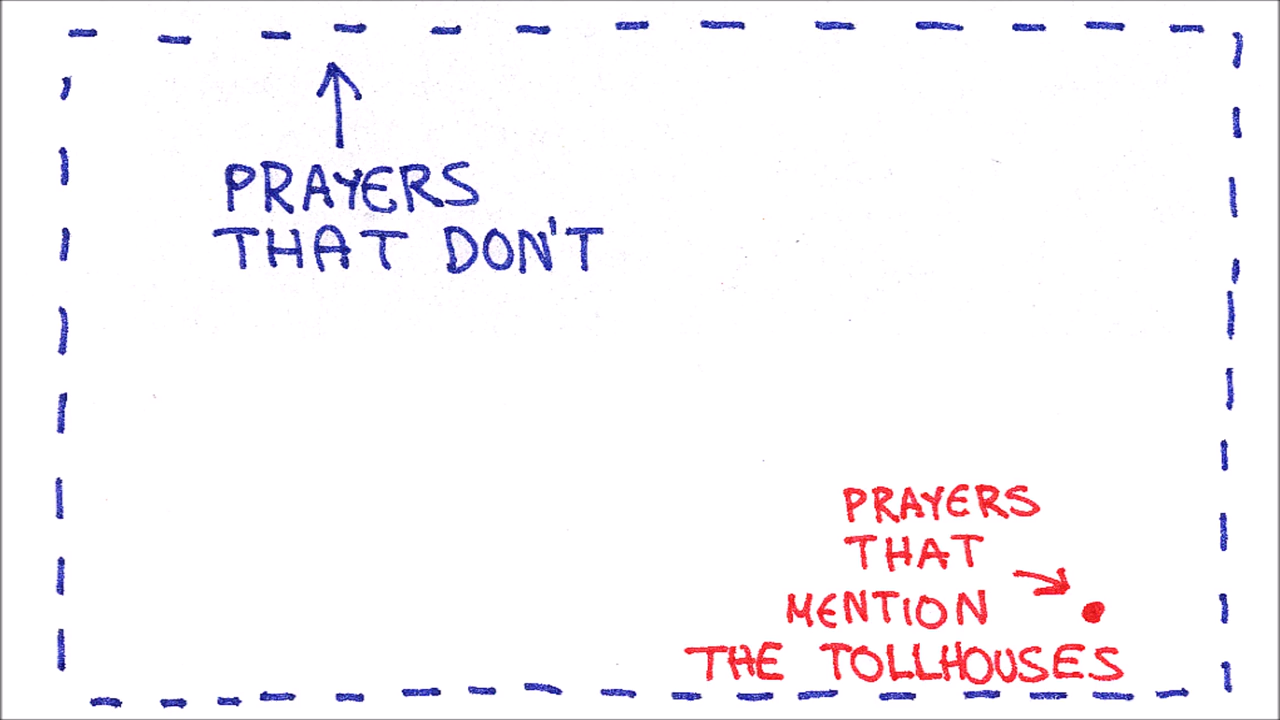 PRAYERS
THAT DON'T
PRAYERS
THAT
MENTION
THE TOLLHOUSES